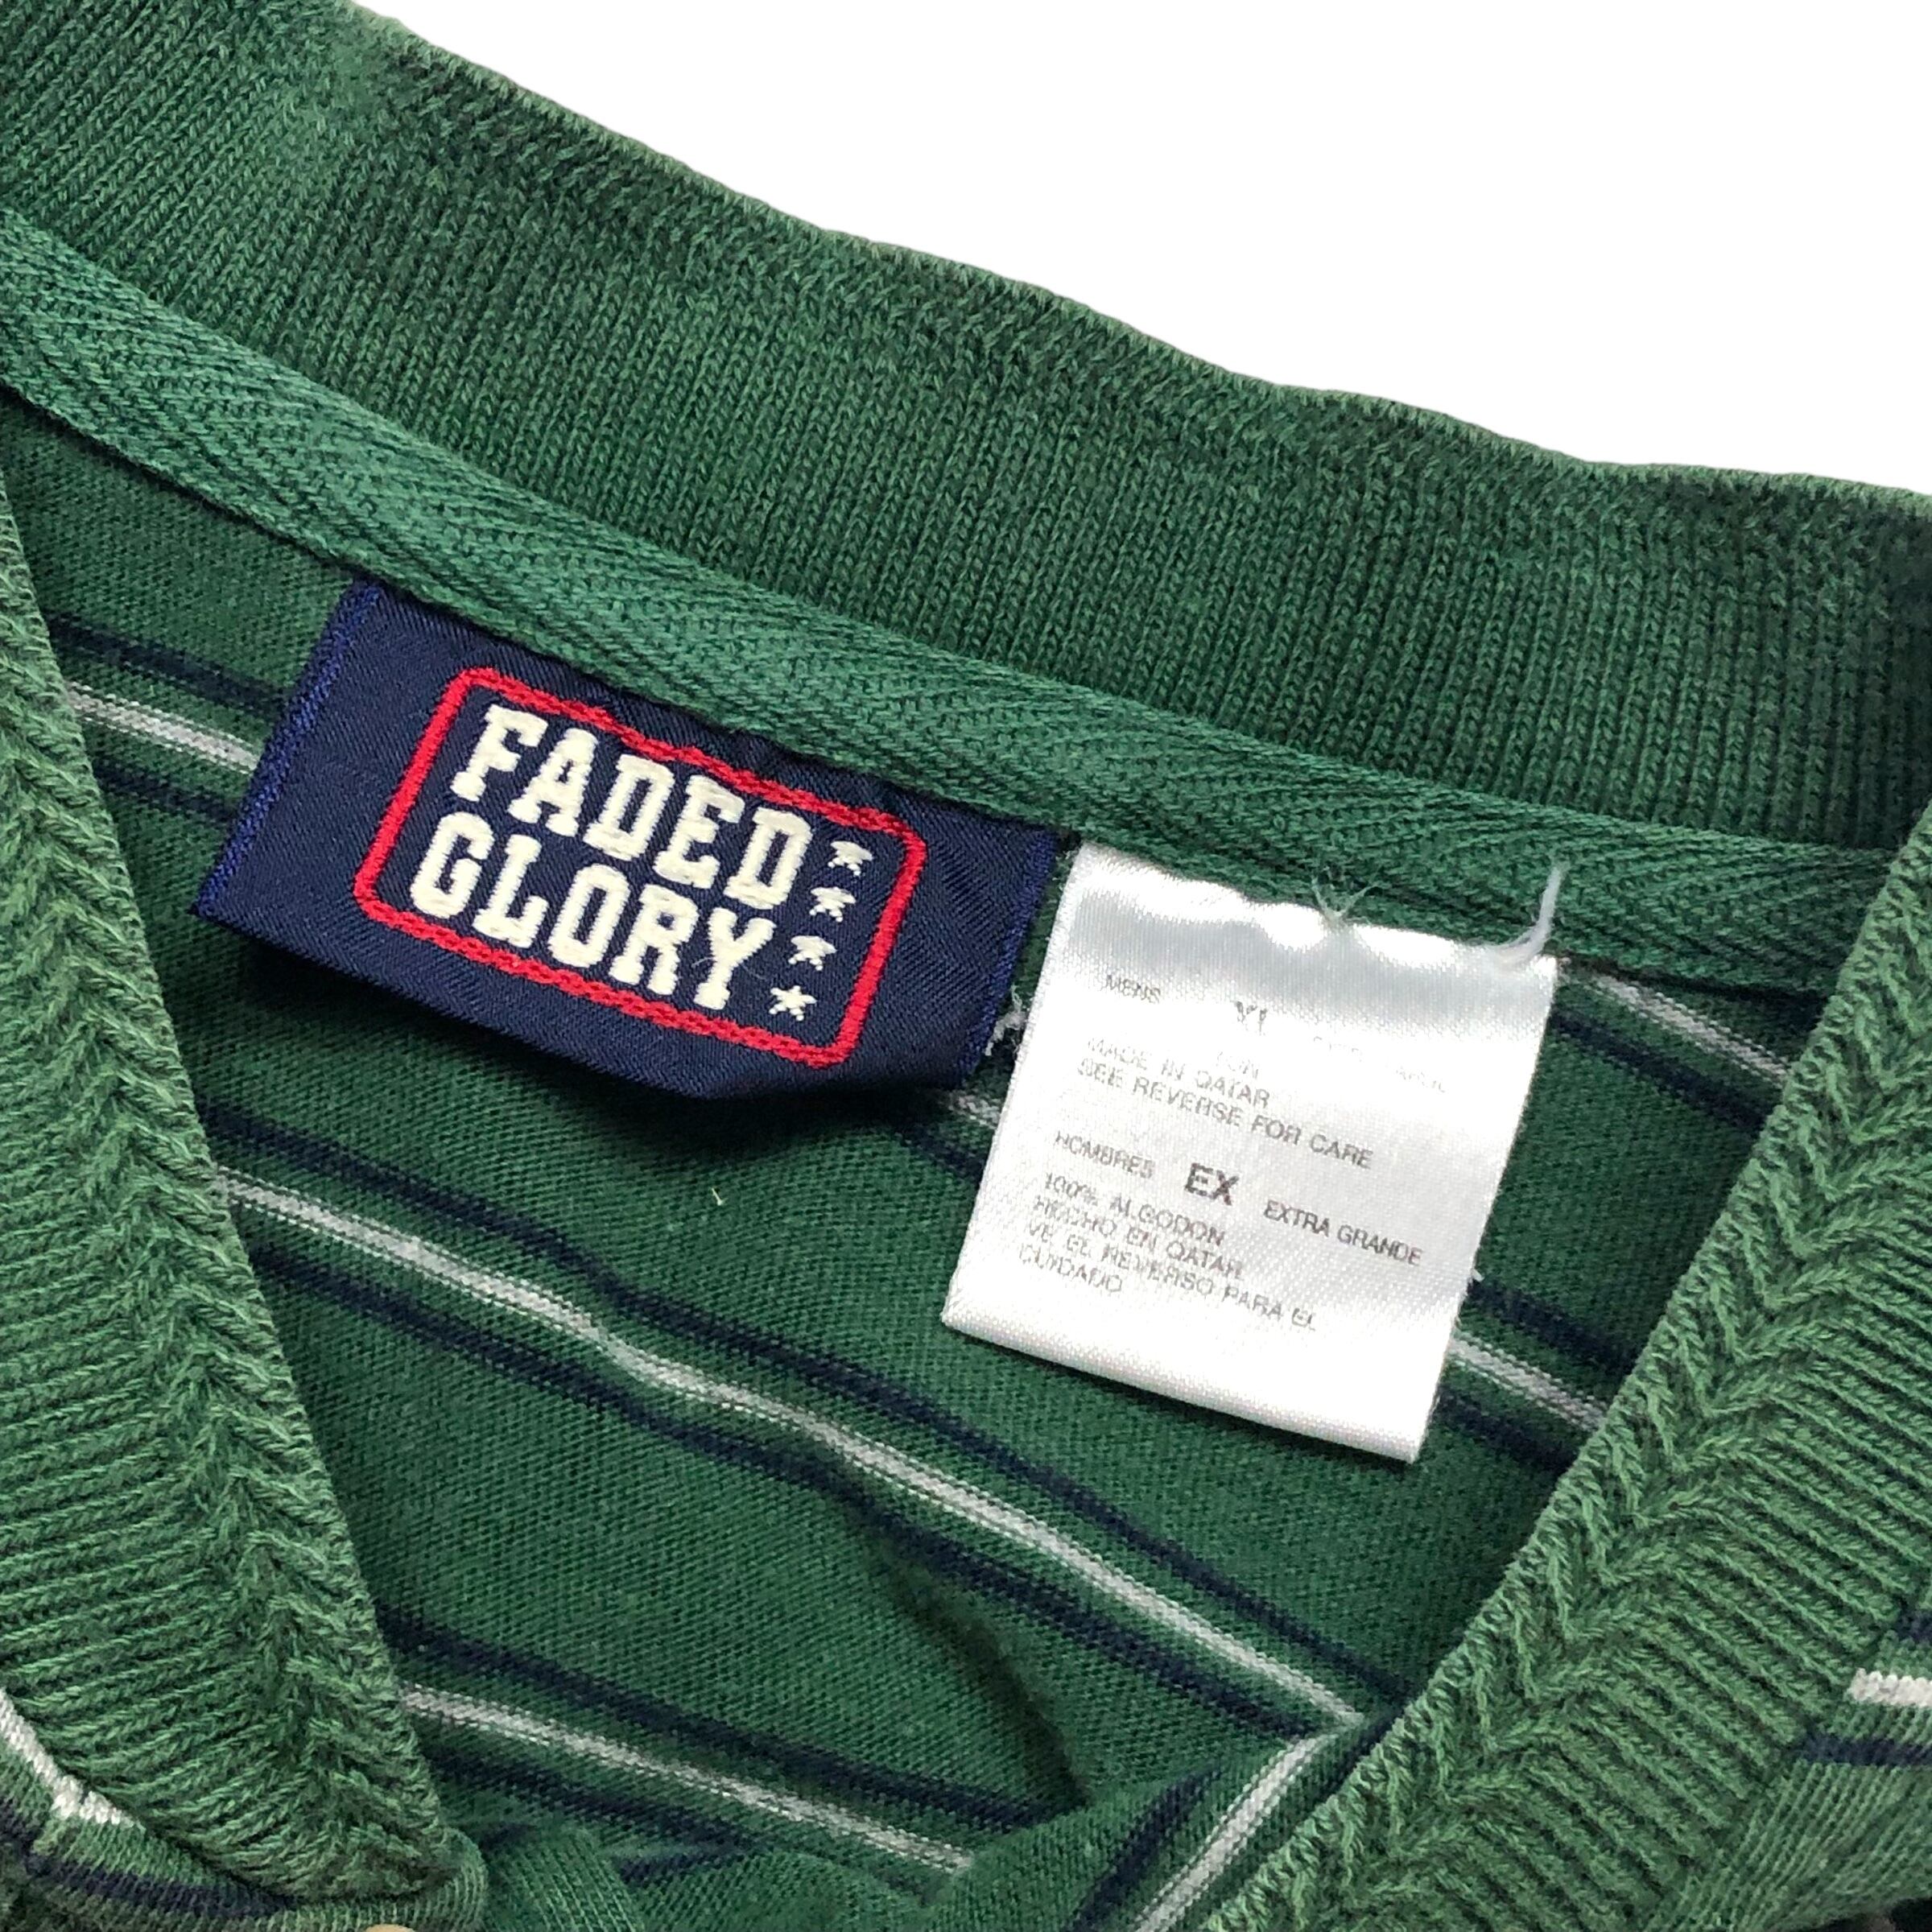 FADED
GLORY
MENS XL
MADE IN QATAR
SEE REVERSE FOR CARE
HOMBRES EX EXTRA GRANDE
100% ALGODON
HECHO EN QATAR
VE EL REVERSO PARA EL
CUIDADO